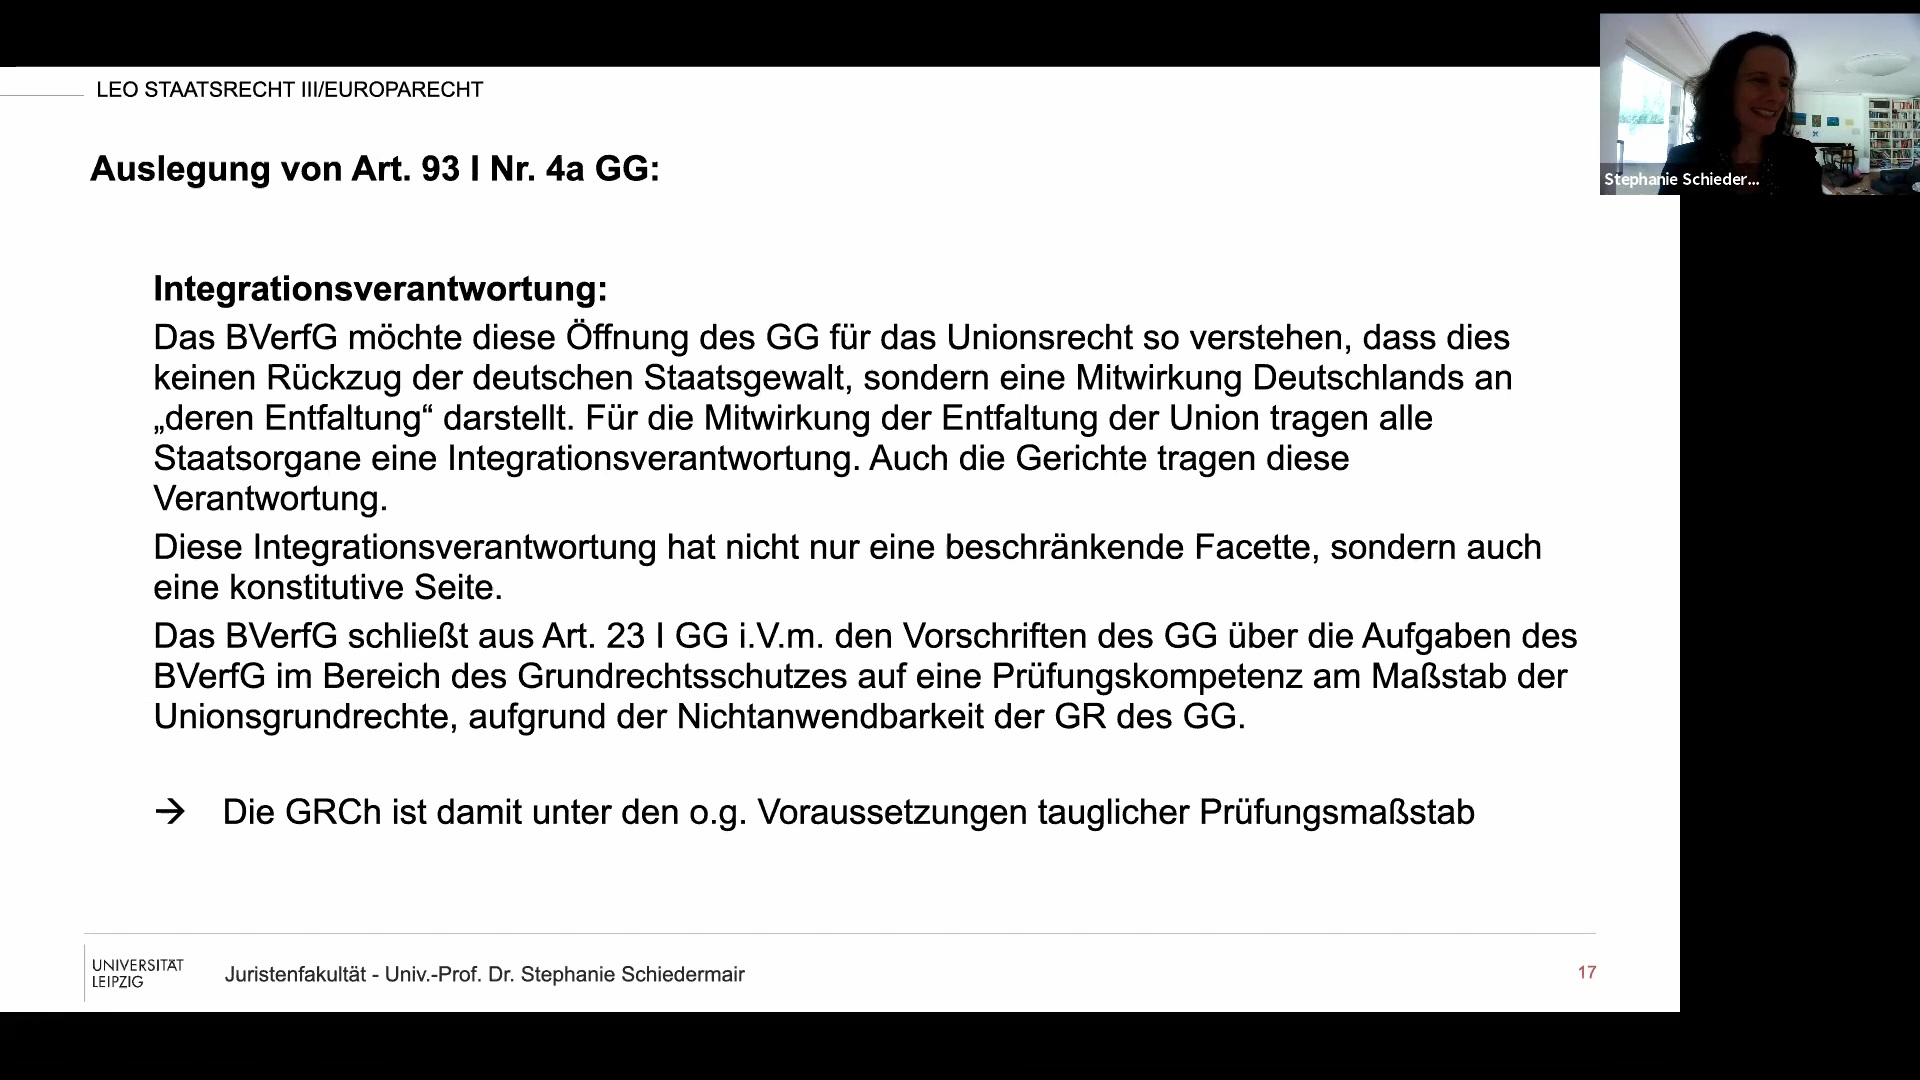 LEO STAATSRECHT III/EUROPARECHT
Stephanie Schieder...
Auslegung von Art. 93 I Nr. 4a GG:
Integrationsverantwortung:
Das BVerfG möchte diese Öffnung des GG für das Unionsrecht so verstehen, dass dies
keinen Rückzug der deutschen Staatsgewalt, sondern eine Mitwirkung Deutschlands an
„deren Entfaltung“ darstellt. Für die Mitwirkung der Entfaltung der Union tragen alle
Staatsorgane eine Integrationsverantwortung. Auch die Gerichte tragen diese
Verantwortung.
Diese Integrationsverantwortung hat nicht nur eine beschränkende Facette, sondern auch
eine konstitutive Seite.
Das BVerfG schließt aus Art. 23 I GG i.V.m. den Vorschriften des GG über die Aufgaben des
BVerfG im Bereich des Grundrechtsschutzes auf eine Prüfungskompetenz am Maßstab der
Unionsgrundrechte, aufgrund der Nichtanwendbarkeit der GR des GG.
→ Die GRCh ist damit unter den o.g. Voraussetzungen tauglicher Prüfungsmaßstab
UNIVERSITÄT
LEIPZIG
Juristenfakultät - Univ.-Prof. Dr. Stephanie Schiedermair
17